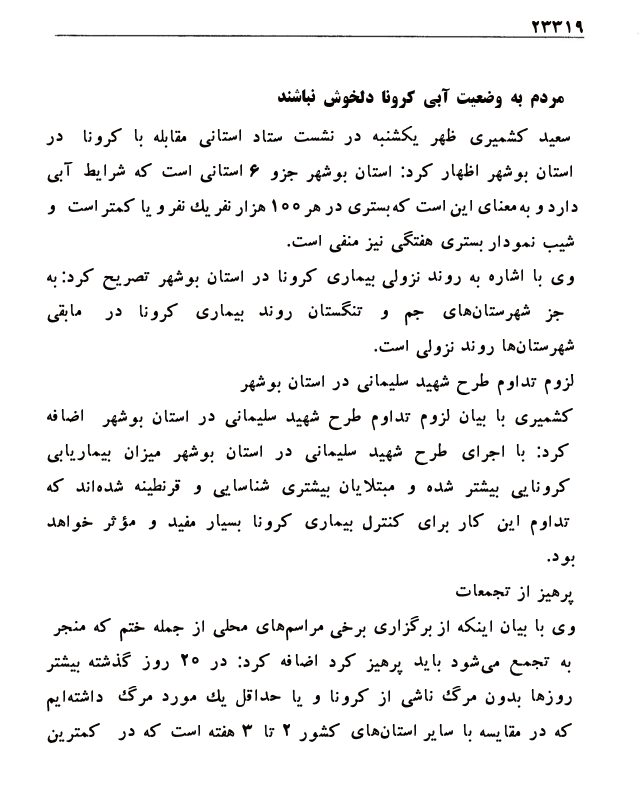 ۲۳۳۱۹
مردم به وضعیت آبی کرونا دلخوش نباشند
سعید کشمیری ظهر یکشنبه در نشست ستاد استانی مقابله با کرونا در
استان بوشهر اظهار کرد: استان بوشهر جزو ۶ استانی است که شرایط آبی
دارد و به‌معنای این است که بستری در هر ۱۰۰ هزار نفر یك نفر و یا کمتر است و
شیب نمودار بستری هفتگی نیز منفی است.
وی با اشاره به روند نزولی بیماری کرونا در استان بوشهر تصریح کرد: به
جز شهرستان‌های جم و تنگستان روند بیماری کرونا در مابقی
شهرستان‌ها روند نزولی است.
لزوم تداوم طرح شهید سلیمانی در استان بوشهر
کشمیری با بیان لزوم تداوم طرح شهید سلیمانی در استان بوشهر اضافه
کرد: با اجرای طرح شهید سلیمانی در استان بوشهر میزان بیماریابی
کرونایی بیشتر شده و مبتلایان بیشتری شناسایی و قرنطینه شده‌اند که
تداوم این کار برای کنترل بیماری کرونا بسیار مفید و مؤثر خواهد
بود.
پرهیز از تجمعات
وی با بیان اینکه از برگزاری برخی مراسم‌های محلی از جمله ختم که منجر
به تجمع می‌شود باید پرهیز کرد اضافه کرد: در ۲۰ روز گذشته بیشتر
روزها بدون مرگ ناشی از کرونا و یا حداقل یك مورد مرگ داشته‌ایم
که در مقایسه با سایر استان‌های کشور ۲ تا ۳ هفته است که در کمترین